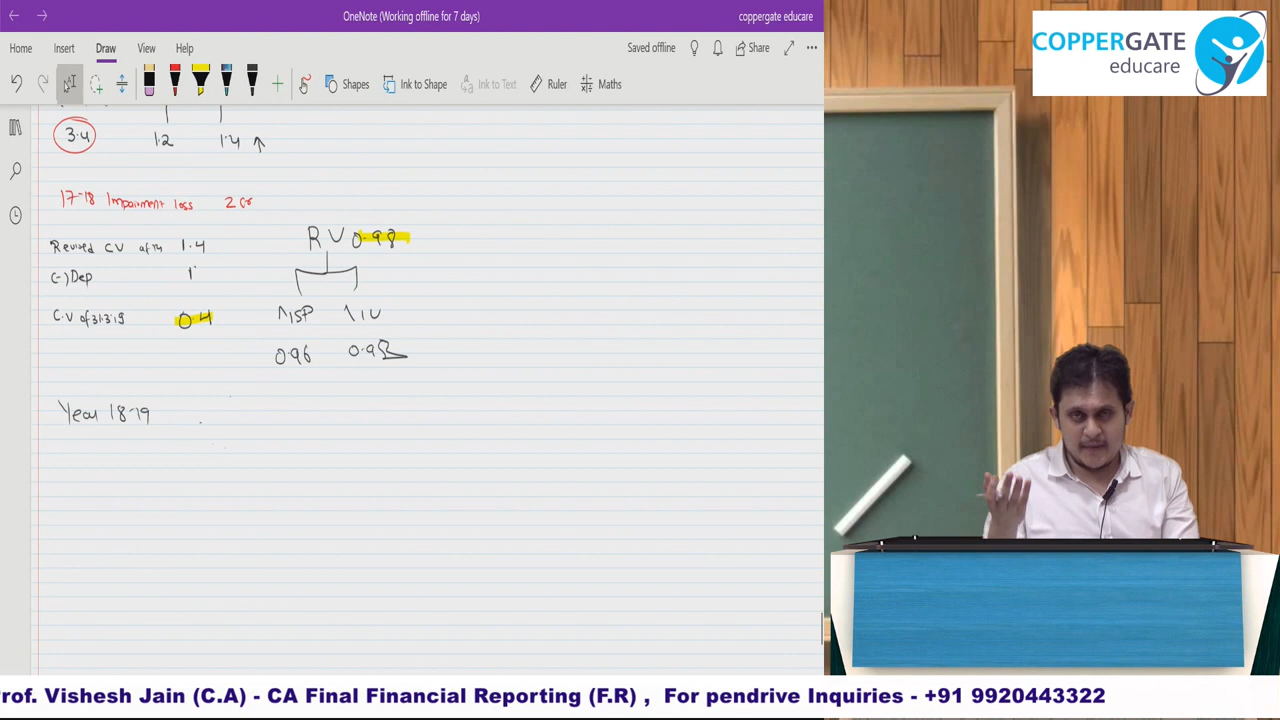 OneNote (Working offline for 7 days)
coppergate educare
Home Insert Draw View Help
Saved offline Share
Shapes Ink to Shape Ink to Text Ruler Maths
COPPERGATE
educare
3.4 1.2 1.4 ↑
17-18 Impairment loss 2 Cr
Revised CV after 1.4
(-) Dep 1
C.V of 31.3.19 0.4
RV 0.98
NSP VIU
0.96 0.98
Year 18-19
Prof. Vishesh Jain (C.A) - CA Final Financial Reporting (F.R) , For pendrive Inquiries - +91 9920443322